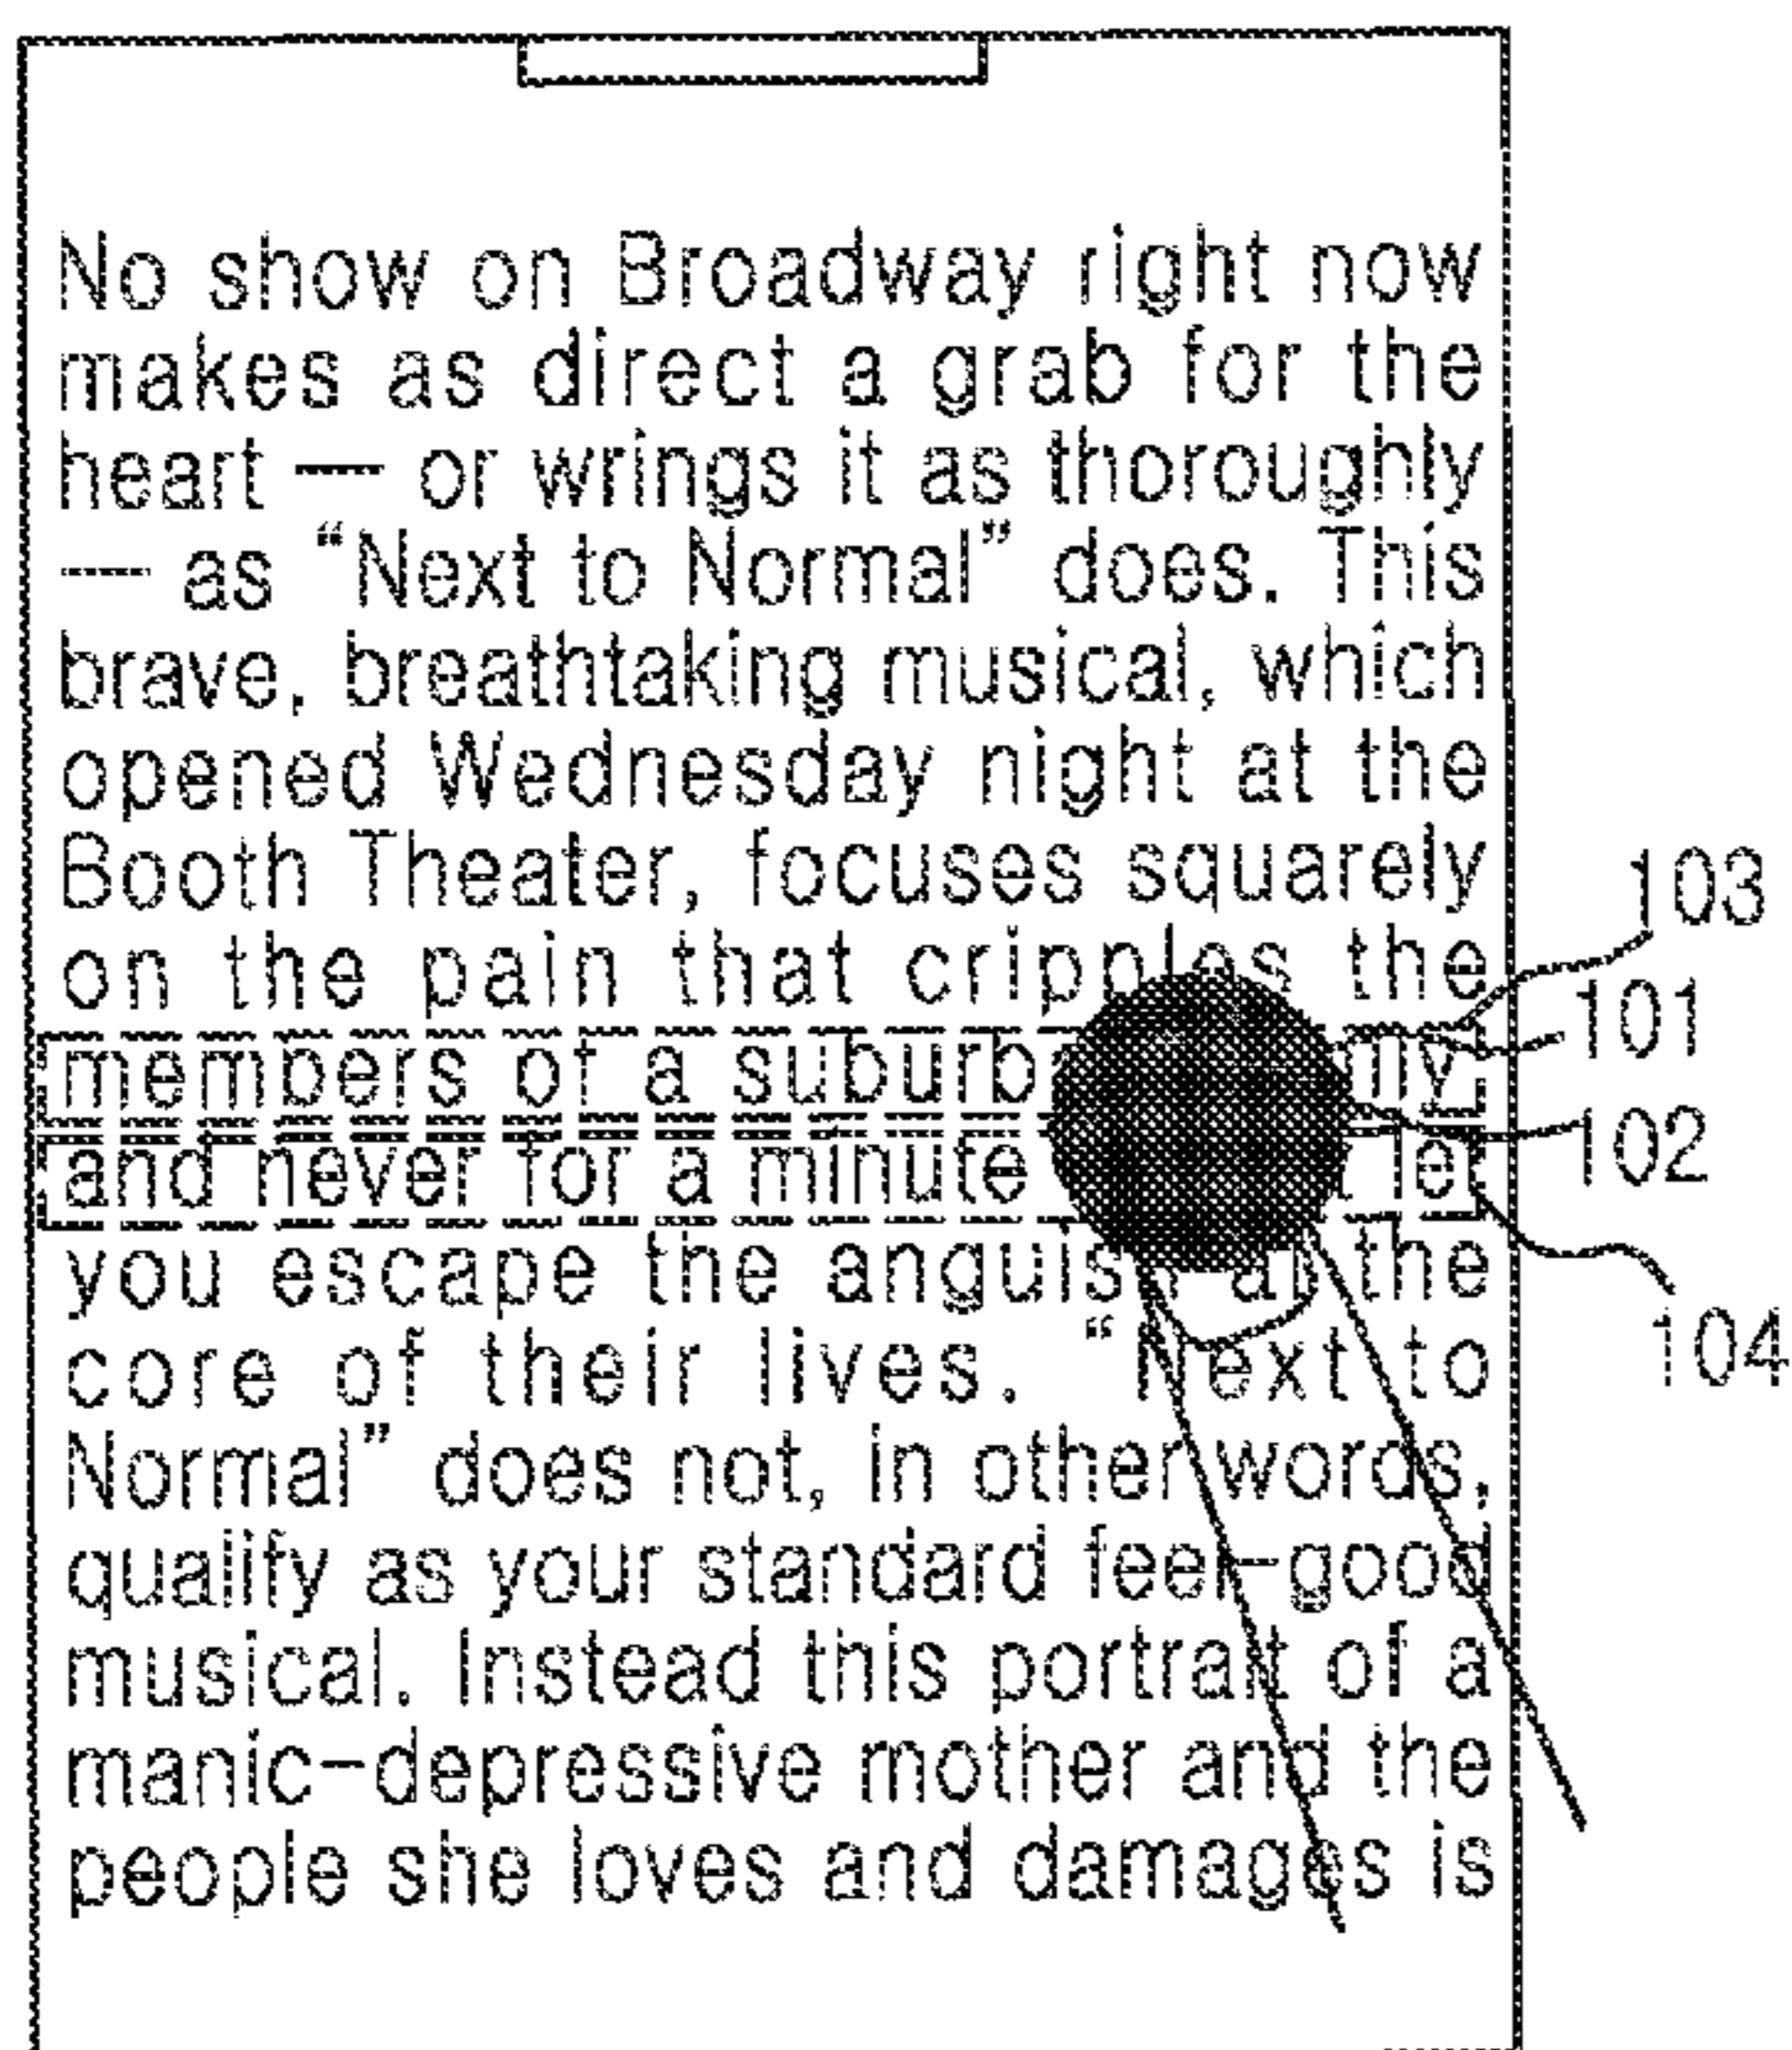 No show on Broadway right now
makes as direct a grab for the
heart — or wrings it as thoroughly
— as “Next to Normal” does. This
brave, breathtaking musical, which
opened Wednesday night at the
Booth Theater, focuses squarely
on the pain that cripples the
members of a
and never for a minute let
you escape the anguish at the
core of their lives. “Next to
Normal” does not, in other words,
qualify as your standard feel-good
musical. Instead this portrait of a
manic-depressive mother and the
people she loves and damages is
103
101
102
104